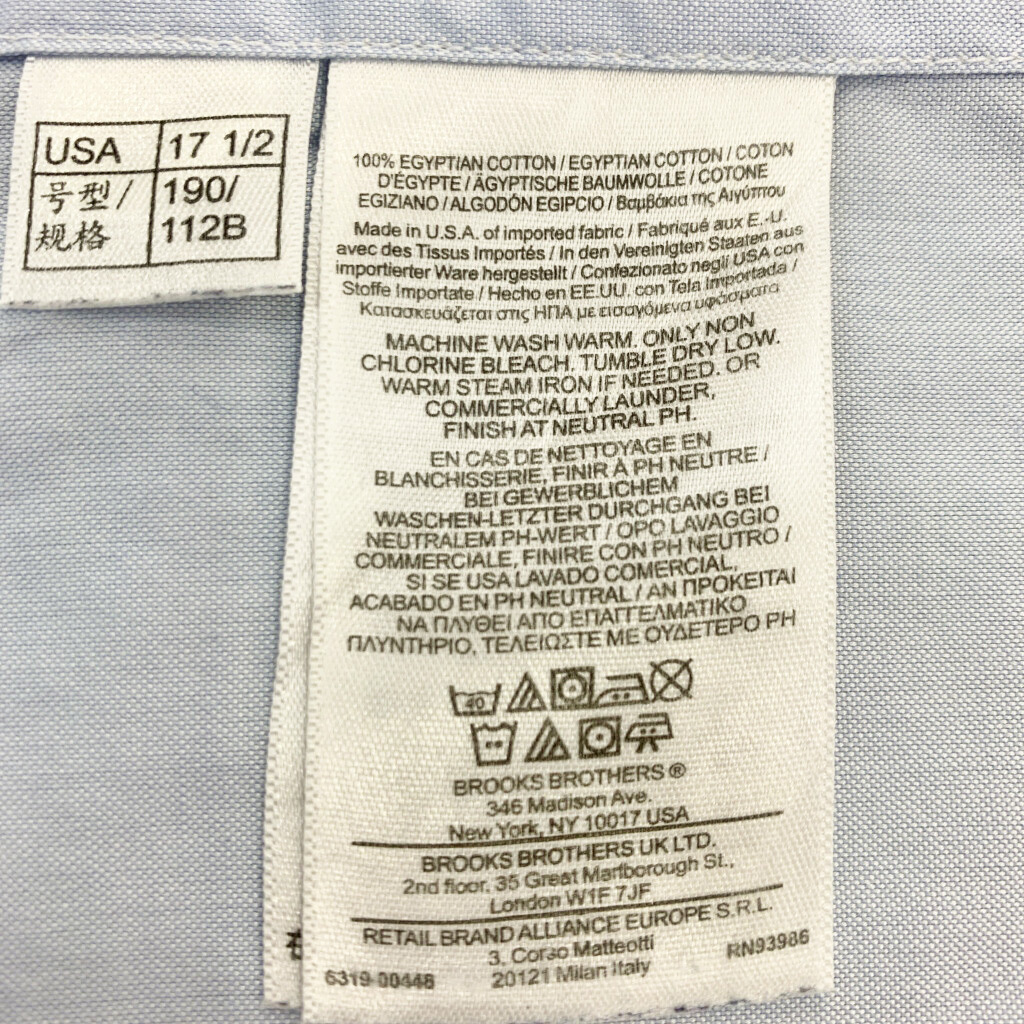 USA 17 1/2
号型/ 190/
规格 112B
100% EGYPTIAN COTTON / EGYPTIAN COTTON / COTON
D'ÉGYPTE / ÄGYPTISCHE BAUMWOLLE / COTONE
EGIZIANO / ALGODÓN EGIPCIO / Βαμβάκια της Αιγύπτου
Made in U.S.A. of imported fabric / Fabriqué aux E.-U.
avec des Tissus Importés / In den Vereinigten Staaten aus
importierter Ware hergestellt / Confezionato negli USA con
Stoffe Importate / Hecho en EE.UU. con Tela Importada /
Κατασκευάζεται στις ΗΠΑ με εισαγόμενα υφάσματα
MACHINE WASH WARM. ONLY NON
CHLORINE BLEACH. TUMBLE DRY LOW.
WARM STEAM IRON IF NEEDED. OR
COMMERCIALLY LAUNDER,
FINISH AT NEUTRAL PH.
EN CAS DE NETTOYAGE EN
BLANCHISSERIE, FINIR À PH NEUTRE /
BEI GEWERBLICHEM
WASCHEN-LETZTER DURCHGANG BEI
NEUTRALEM PH-WERT / OPO LAVAGGIO
COMMERCIALE, FINIRE CON PH NEUTRO /
SI SE USA LAVADO COMERCIAL,
ACABADO EN PH NEUTRAL / ΑΝ ΠΡΟΚΕΙΤΑΙ
ΝΑ ΠΛΥΘΕΙ ΑΠΟ ΕΠΑΓΓΕΛΜΑΤΙΚΟ
ΠΛΥΝΤΗΡΙΟ, ΤΕΛΕΙΩΣΤΕ ΜΕ ΟΥΔΕΤΕΡΟ PH
40
BROOKS BROTHERS ®
346 Madison Ave.
New York, NY 10017 USA
BROOKS BROTHERS UK LTD.
2nd floor, 35 Great Marlborough St.,
London W1F 7JF
RETAIL BRAND ALLIANCE EUROPE S.R.L.
3, Corso Matteotti
6319-00448 20121 Milan Italy RN93986